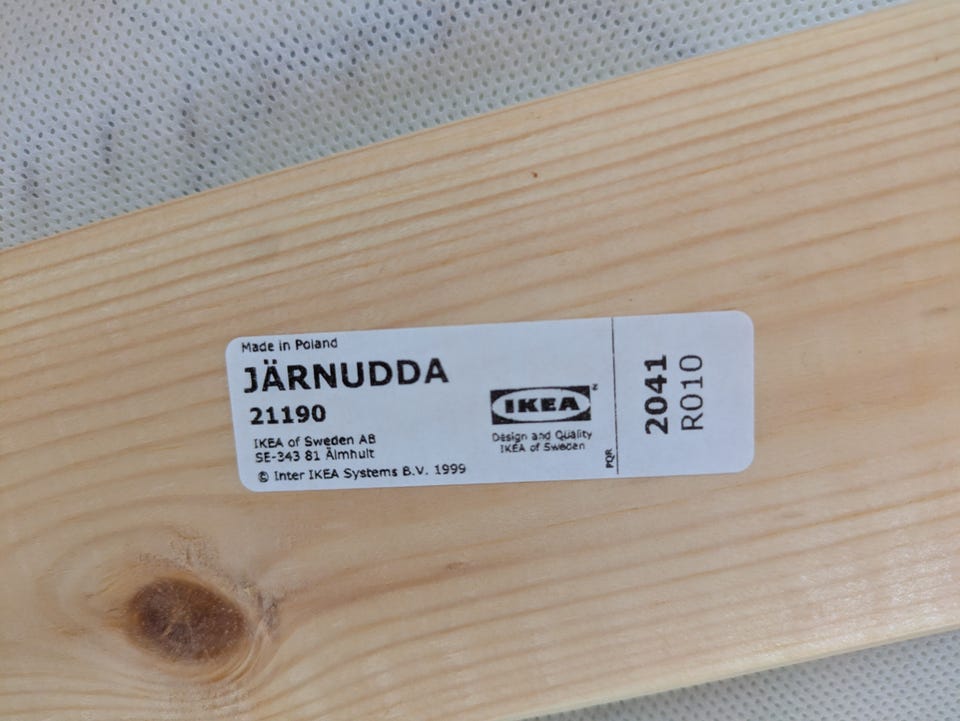 Made in Poland
JÄRNUDDA
21190
IKEA of Sweden AB
SE-343 81 Älmhult
© Inter IKEA Systems B.V. 1999
IKEA
Design and Quality
IKEA of Sweden
PQR
2041
R010